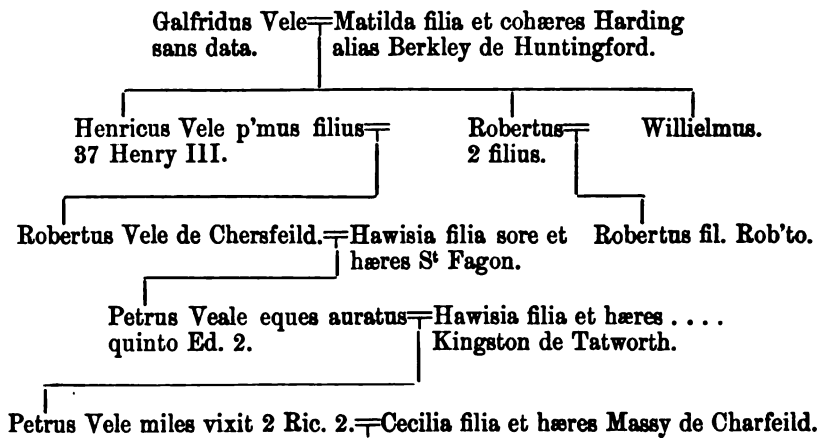 Galfridus Vele=Matilda filia et cohæres Harding
sans data. alias Berkley de Huntingford.
Henricus Vele p'mus filius= Robertus= Willielmus.
37 Henry III. 2 filius.
Robertus Vele de Chersfeild.=Hawisia filia sore et Robertus fil. Rob'to.
hæres Sᵗ Fagon.
Petrus Veale eques auratus=Hawisia filia et hæres . . . .
quinto Ed. 2. Kingston de Tatworth.
Petrus Vele miles vixit 2 Ric. 2.=Cecilia filia et hæres Massy de Charfeild.